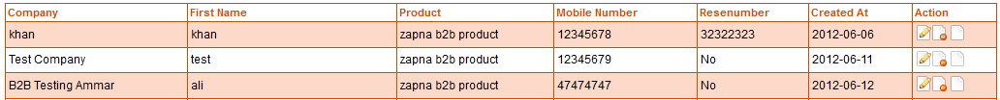 Company First Name Product Mobile Number Resenumber Created At Action
khan khan zapna b2b product 12345678 32322323 2012-06-06
Test Company test zapna b2b product 12345679 No 2012-06-11
B2B Testing Ammar ali zapna b2b product 47474747 No 2012-06-12